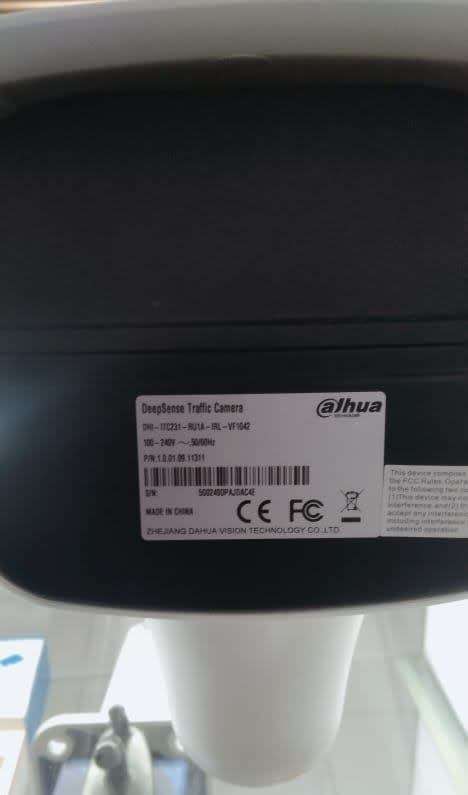 DeepSense Traffic Camera
alhua
TECHNOLOGY
DHI-ITC231-RU1A-IRL-VF1042
100-240V~,50/60Hz
P/N:1.0.01.09.11311
S/N: 5G02480PAJDAC4E
MADE IN CHINA
CE FC
ZHEJIANG DAHUA VISION TECHNOLOGY CO.,LTD.
This device complies
the FCC Rules. Opera
to the following two
(1)This device may no
interference,and(2) th
accept any interferenc
including interference
undesired operation.